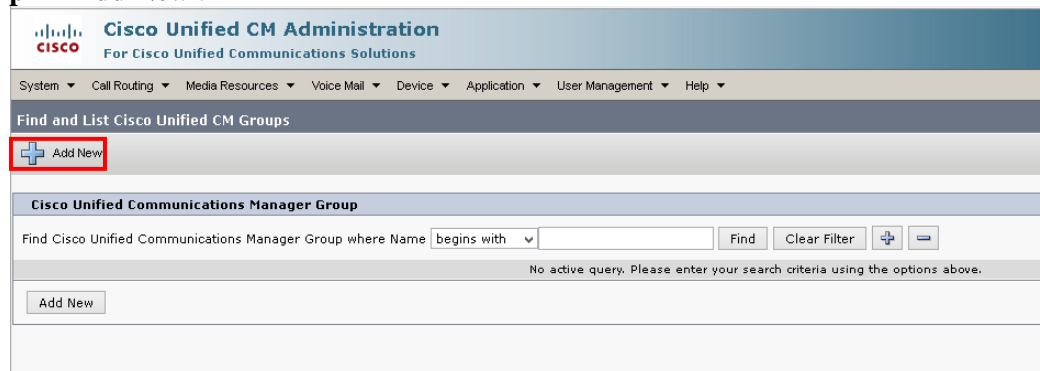 Cisco Unified CM Administration
CISCO
For Cisco Unified Communications Solutions
System Call Routing Media Resources Voice Mail Device Application User Management Help
Find and List Cisco Unified CM Groups
Add New
Cisco Unified Communications Manager Group
Find Cisco Unified Communications Manager Group where Name begins with Find Clear Filter
No active query. Please enter your search criteria using the options above.
Add New